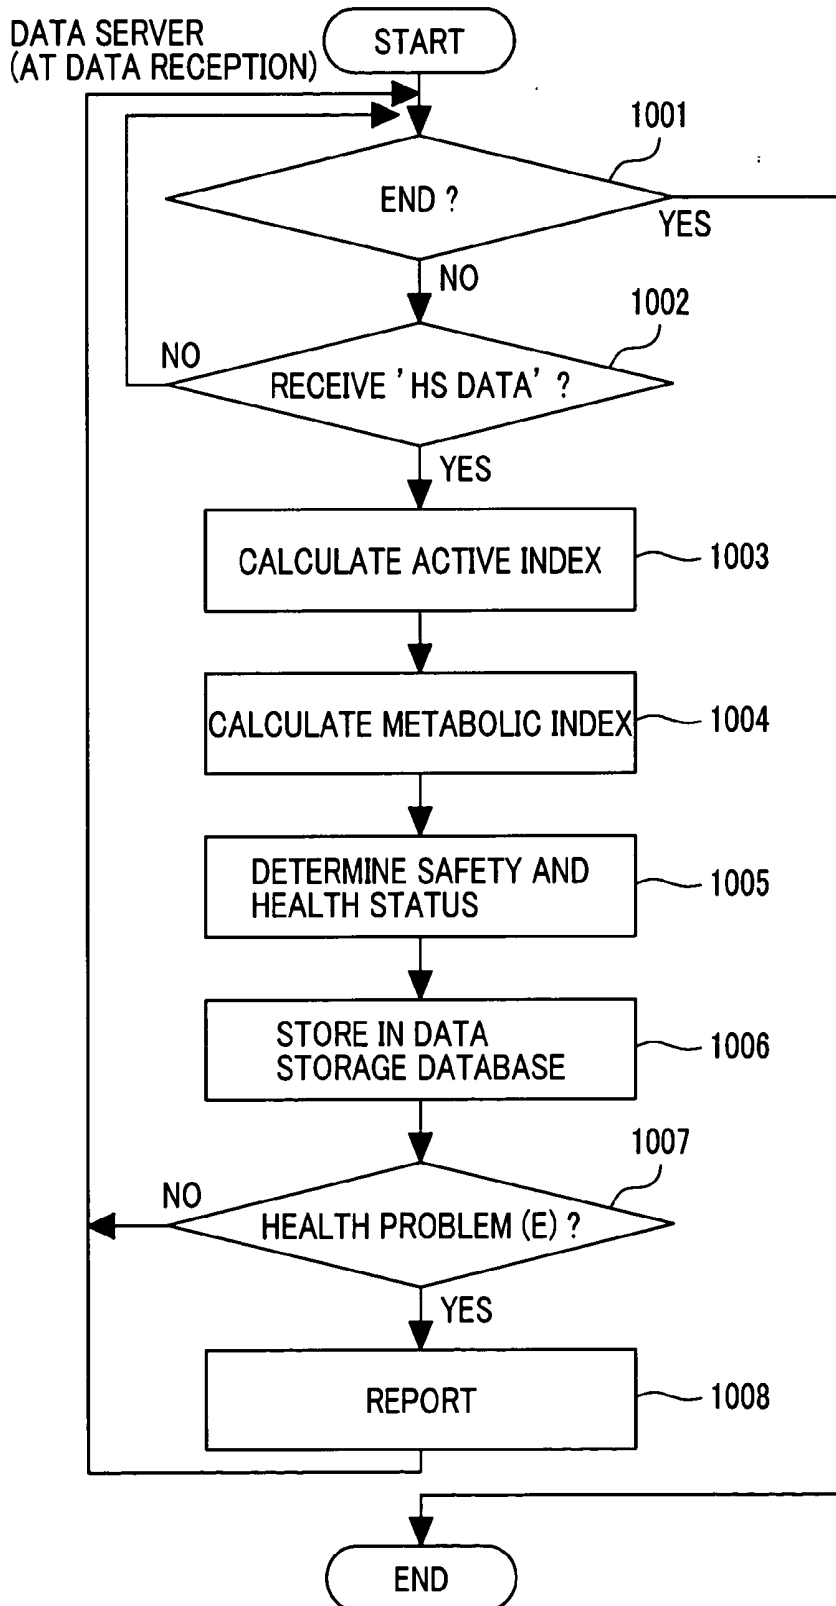 DATA SERVER
(AT DATA RECEPTION)
START
1001
END ?
YES
NO
1002
NO
RECEIVE 'HS DATA' ?
YES
CALCULATE ACTIVE INDEX
1003
CALCULATE METABOLIC INDEX
1004
DETERMINE SAFETY AND
HEALTH STATUS
1005
STORE IN DATA
STORAGE DATABASE
1006
1007
NO
HEALTH PROBLEM (E) ?
YES
REPORT
1008
END